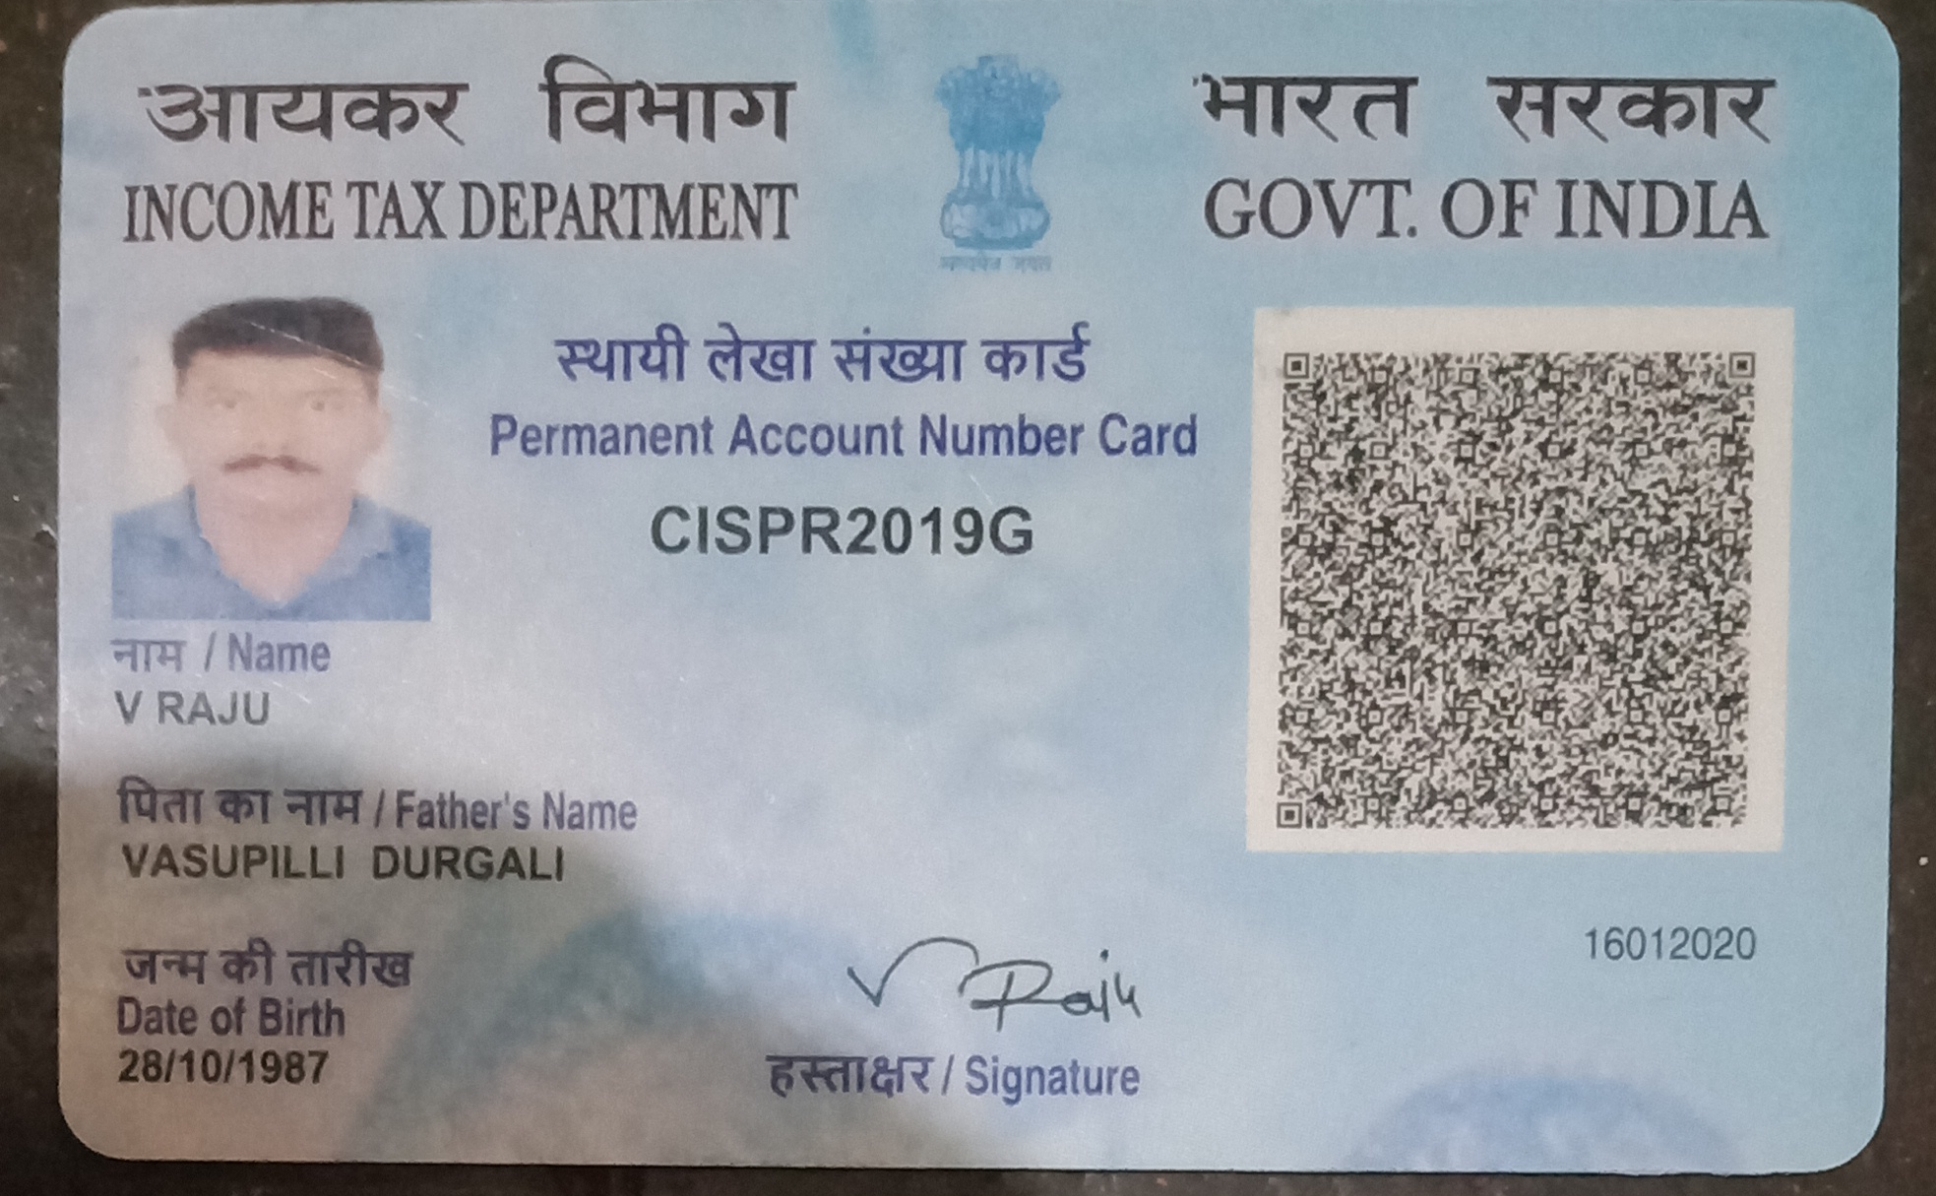 आयकर विभाग
INCOME TAX DEPARTMENT
भारत सरकार
GOVT. OF INDIA
सत्यमेव जयते
स्थायी लेखा संख्या कार्ड
Permanent Account Number Card
CISPR2019G
नाम / Name
V RAJU
पिता का नाम / Father's Name
VASUPILLI DURGALI
जन्म की तारीख
Date of Birth
28/10/1987
V Raju
हस्ताक्षर / Signature
16012020